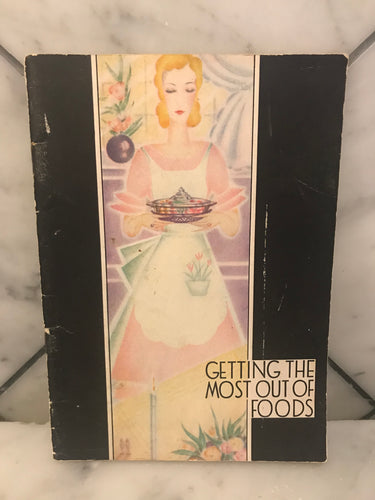 GETTING THE
MOST OUT OF
FOODS